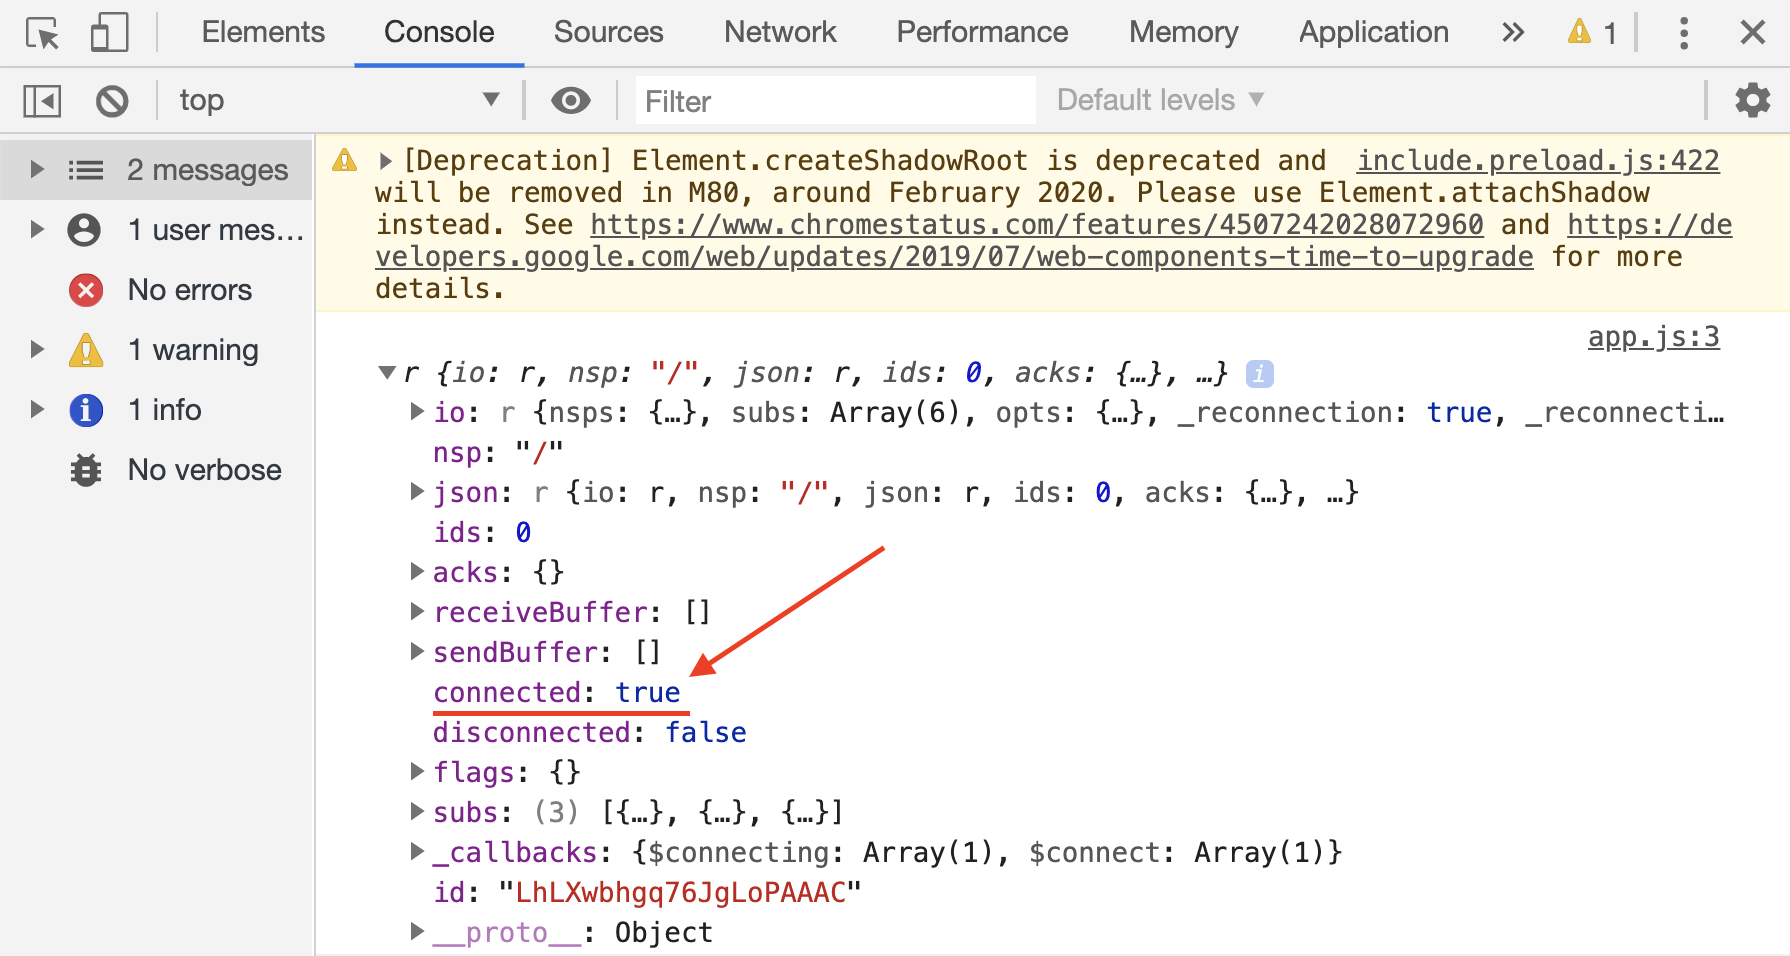 Elements Console Sources Network Performance Memory Application » 1
top Filter Default levels
2 messages
1 user mes…
No errors
1 warning
1 info
No verbose
[Deprecation] Element.createShadowRoot is deprecated and include.preload.js:422
will be removed in M80, around February 2020. Please use Element.attachShadow
instead. See https://www.chromestatus.com/features/4507242028072960 and https://de
velopers.google.com/web/updates/2019/07/web-components-time-to-upgrade for more
details.
app.js:3
r {io: r, nsp: "/", json: r, ids: 0, acks: {…}, …} i
io: r {nsps: {…}, subs: Array(6), opts: {…}, _reconnection: true, _reconnecti…
nsp: "/"
json: r {io: r, nsp: "/", json: r, ids: 0, acks: {…}, …}
ids: 0
acks: {}
receiveBuffer: []
sendBuffer: []
connected: true
disconnected: false
flags: {}
subs: (3) [{…}, {…}, {…}]
_callbacks: {$connecting: Array(1), $connect: Array(1)}
id: "LhLXwbhgq76JgLoPAAAC"
__proto__: Object